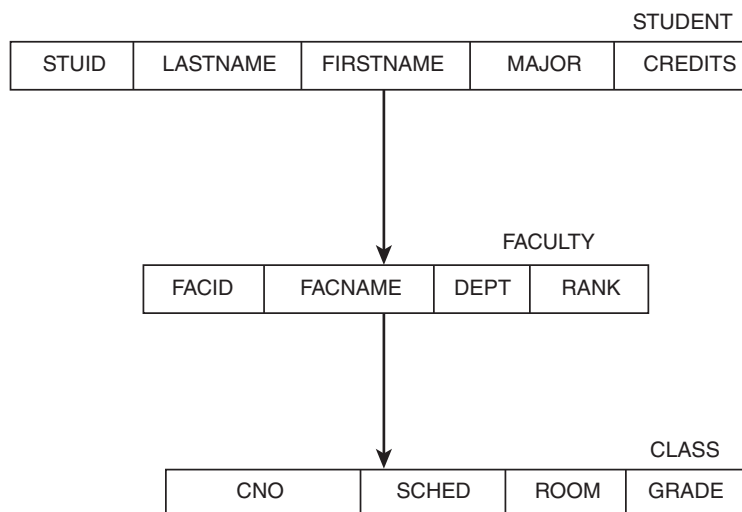 STUDENT
STUID LASTNAME FIRSTNAME MAJOR CREDITS
FACULTY
FACID FACNAME DEPT RANK
CLASS
CNO SCHED ROOM GRADE